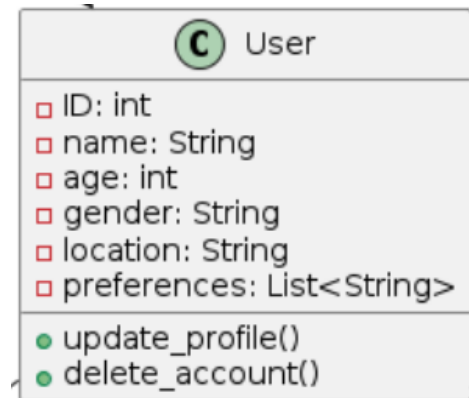 C User
ID: int
name: String
age: int
gender: String
location: String
preferences: List<String>
update_profile()
delete_account()